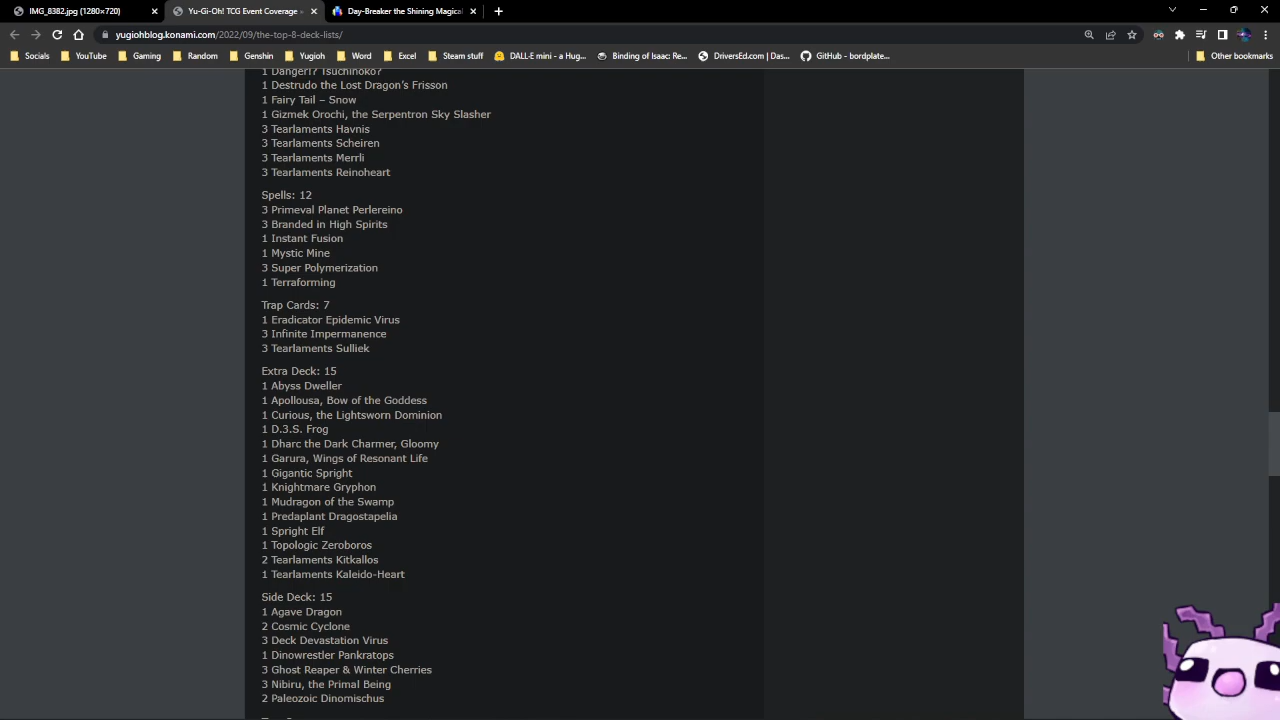 IMG_8382.jpg (1280×720)
Yu-Gi-Oh! TCG Event Coverage -
Day-Breaker the Shining Magical
yugiohblog.konami.com/2022/09/the-top-8-deck-lists/
Socials YouTube Gaming Random Genshin Yugioh Word Excel Steam stuff DALL-E mini - a Hug... Binding of Isaac: Re... DriversEd.com | Das... GitHub - bordplate... Other bookmarks
1 Danger!? Tsuchinoko?
1 Destrudo the Lost Dragon's Frisson
1 Fairy Tail – Snow
1 Gizmek Orochi, the Serpentron Sky Slasher
3 Tearlaments Havnis
3 Tearlaments Scheiren
3 Tearlaments Merrli
3 Tearlaments Reinoheart
Spells: 12
3 Primeval Planet Perlereino
3 Branded in High Spirits
1 Instant Fusion
1 Mystic Mine
3 Super Polymerization
1 Terraforming
Trap Cards: 7
1 Eradicator Epidemic Virus
3 Infinite Impermanence
3 Tearlaments Sulliek
Extra Deck: 15
1 Abyss Dweller
1 Apollousa, Bow of the Goddess
1 Curious, the Lightsworn Dominion
1 D.3.S. Frog
1 Dharc the Dark Charmer, Gloomy
1 Garura, Wings of Resonant Life
1 Gigantic Spright
1 Knightmare Gryphon
1 Mudragon of the Swamp
1 Predaplant Dragostapelia
1 Spright Elf
1 Topologic Zeroboros
2 Tearlaments Kitkallos
1 Tearlaments Kaleido-Heart
Side Deck: 15
1 Agave Dragon
2 Cosmic Cyclone
3 Deck Devastation Virus
1 Dinowrestler Pankratops
3 Ghost Reaper & Winter Cherries
3 Nibiru, the Primal Being
2 Paleozoic Dinomischus